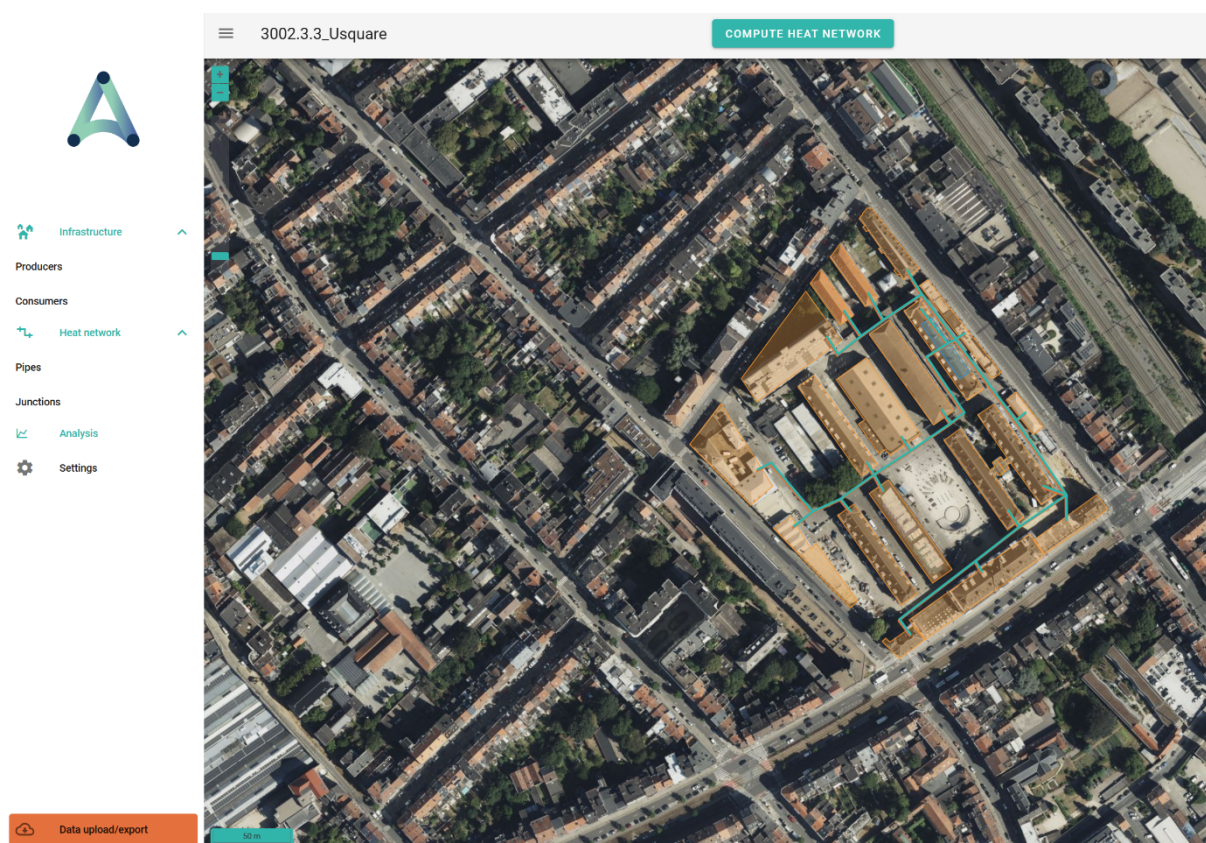 3002.3.3_Usquare
COMPUTE HEAT NETWORK
+
−
Infrastructure
Producers
Consumers
Heat network
Pipes
Junctions
Analysis
Settings
Data upload/export
50 m